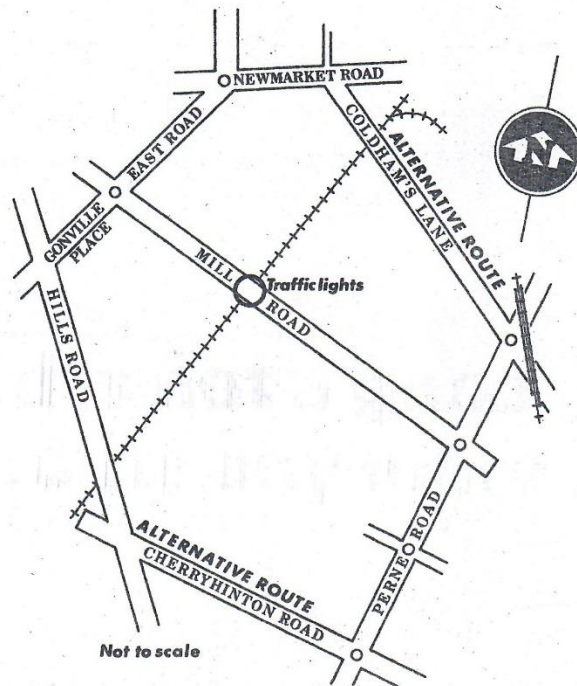 NEWMARKET ROAD
EAST ROAD
COLDHAM'S LANE
ALTERNATIVE ROUTE
GONVILLE
PLACE
MILL
ROAD
Traffic lights
HILLS ROAD
PERNE ROAD
ALTERNATIVE ROUTE
CHERRYHINTON ROAD
Not to scale